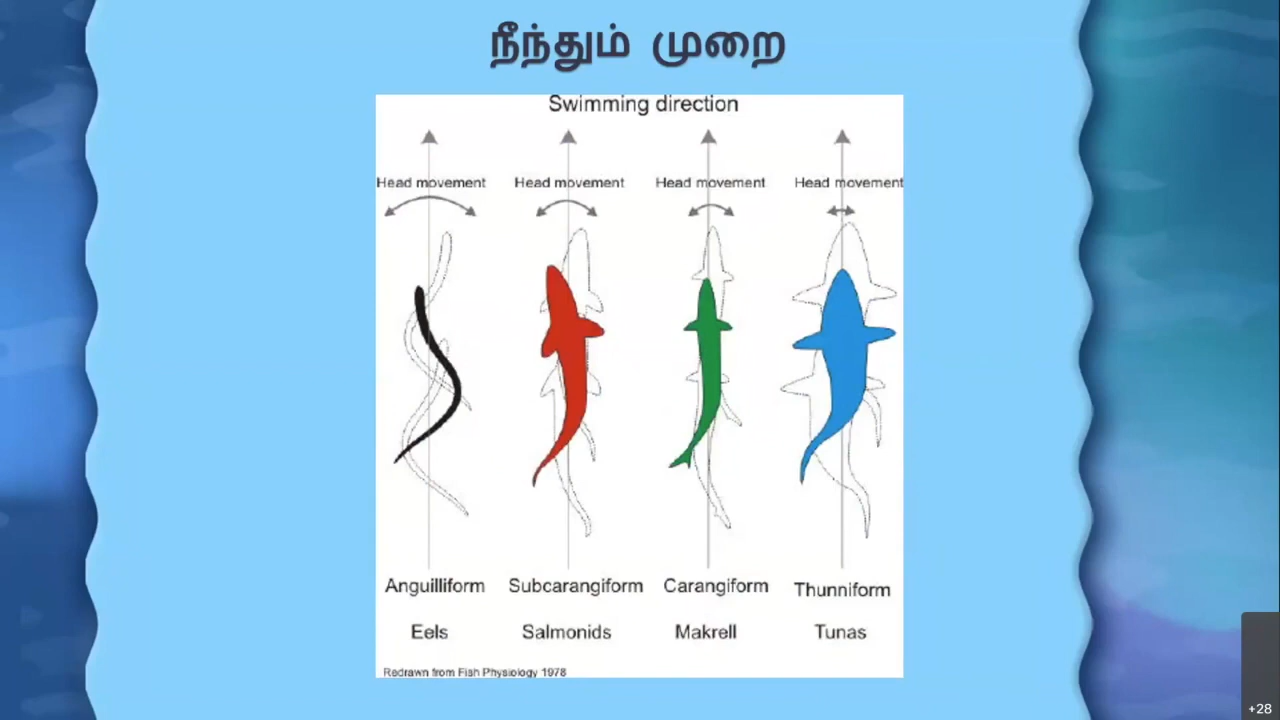 நீந்தும் முறை
Swimming direction
Head movement Head movement Head movement Head movement
Anguilliform Subcarangiform Carangiform Thunniform
Eels Salmonids Makrell Tunas
Redrawn from Fish Physiology 1978
+28